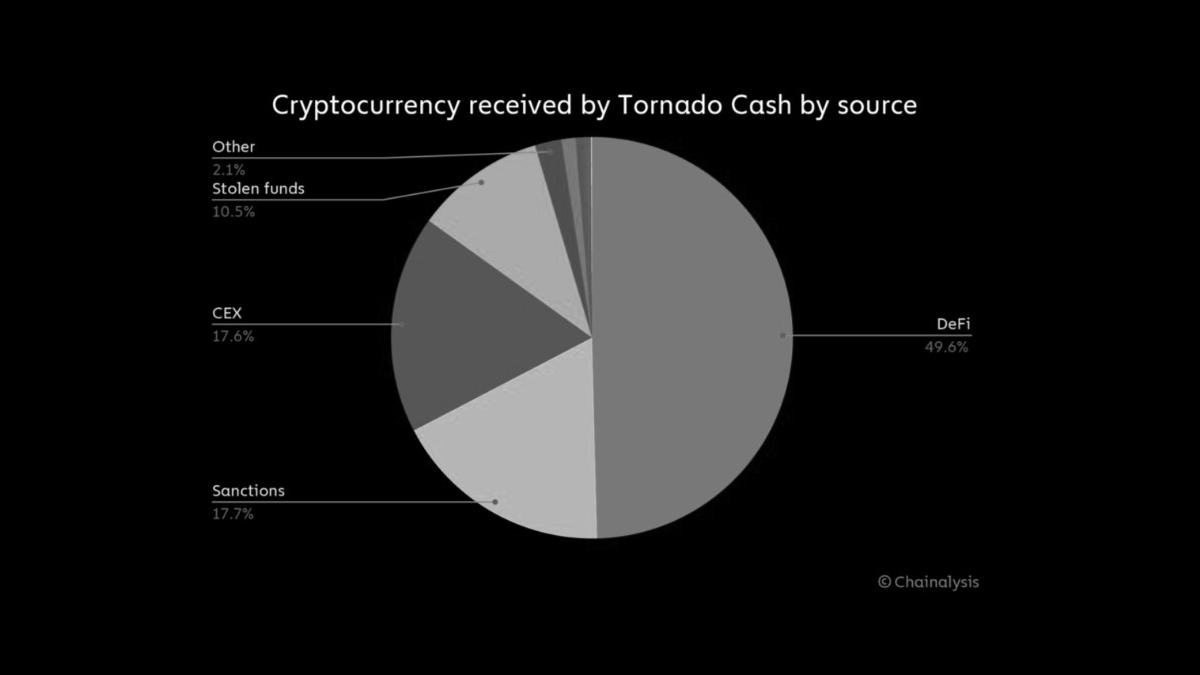 Cryptocurrency received by Tornado Cash by source
Other
2.1%
Stolen funds
10.5%
CEX
17.6%
Sanctions
17.7%
DeFi
49.6%
© Chainalysis